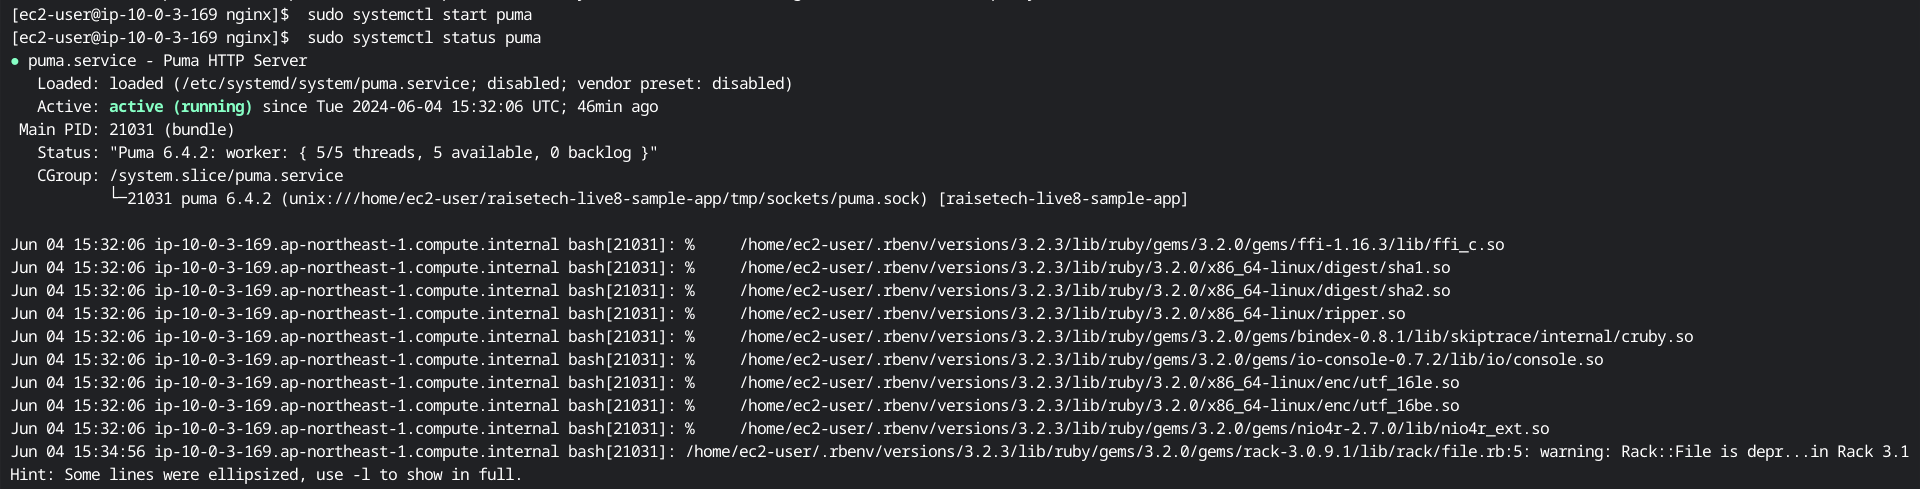 [ec2-user@ip-10-0-3-169 nginx]$  sudo systemctl start puma
[ec2-user@ip-10-0-3-169 nginx]$  sudo systemctl status puma
● puma.service - Puma HTTP Server
   Loaded: loaded (/etc/systemd/system/puma.service; disabled; vendor preset: disabled)
   Active: active (running) since Tue 2024-06-04 15:32:06 UTC; 46min ago
 Main PID: 21031 (bundle)
   Status: "Puma 6.4.2: worker: { 5/5 threads, 5 available, 0 backlog }"
   CGroup: /system.slice/puma.service
           └─21031 puma 6.4.2 (unix:///home/ec2-user/raisetech-live8-sample-app/tmp/sockets/puma.sock) [raisetech-live8-sample-app]

Jun 04 15:32:06 ip-10-0-3-169.ap-northeast-1.compute.internal bash[21031]: %     /home/ec2-user/.rbenv/versions/3.2.3/lib/ruby/gems/3.2.0/gems/ffi-1.16.3/lib/ffi_c.so
Jun 04 15:32:06 ip-10-0-3-169.ap-northeast-1.compute.internal bash[21031]: %     /home/ec2-user/.rbenv/versions/3.2.3/lib/ruby/3.2.0/x86_64-linux/digest/sha1.so
Jun 04 15:32:06 ip-10-0-3-169.ap-northeast-1.compute.internal bash[21031]: %     /home/ec2-user/.rbenv/versions/3.2.3/lib/ruby/3.2.0/x86_64-linux/digest/sha2.so
Jun 04 15:32:06 ip-10-0-3-169.ap-northeast-1.compute.internal bash[21031]: %     /home/ec2-user/.rbenv/versions/3.2.3/lib/ruby/3.2.0/x86_64-linux/ripper.so
Jun 04 15:32:06 ip-10-0-3-169.ap-northeast-1.compute.internal bash[21031]: %     /home/ec2-user/.rbenv/versions/3.2.3/lib/ruby/gems/3.2.0/gems/bindex-0.8.1/lib/skiptrace/internal/cruby.so
Jun 04 15:32:06 ip-10-0-3-169.ap-northeast-1.compute.internal bash[21031]: %     /home/ec2-user/.rbenv/versions/3.2.3/lib/ruby/gems/3.2.0/gems/io-console-0.7.2/lib/io/console.so
Jun 04 15:32:06 ip-10-0-3-169.ap-northeast-1.compute.internal bash[21031]: %     /home/ec2-user/.rbenv/versions/3.2.3/lib/ruby/3.2.0/x86_64-linux/enc/utf_16le.so
Jun 04 15:32:06 ip-10-0-3-169.ap-northeast-1.compute.internal bash[21031]: %     /home/ec2-user/.rbenv/versions/3.2.3/lib/ruby/3.2.0/x86_64-linux/enc/utf_16be.so
Jun 04 15:32:06 ip-10-0-3-169.ap-northeast-1.compute.internal bash[21031]: %     /home/ec2-user/.rbenv/versions/3.2.3/lib/ruby/gems/3.2.0/gems/nio4r-2.7.0/lib/nio4r_ext.so
Jun 04 15:34:56 ip-10-0-3-169.ap-northeast-1.compute.internal bash[21031]: /home/ec2-user/.rbenv/versions/3.2.3/lib/ruby/gems/3.2.0/gems/rack-3.0.9.1/lib/rack/file.rb:5: warning: Rack::File is depr...in Rack 3.1
Hint: Some lines were ellipsized, use -l to show in full.